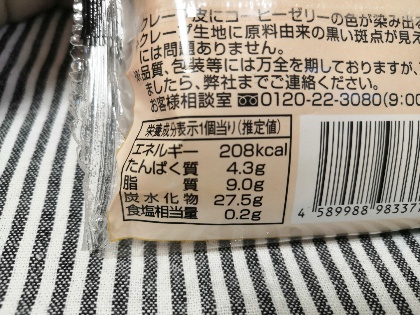 クレープ皮にコーヒーゼリーの色が染み出
クレープ生地に原料由来の黒い斑点が見え
には問題ありません。
※品質、包装等には万全を期しておりますが、
ましたら、弊社までご連絡ください。
お客様相談室 0120-22-3080(9:00
栄養成分表示1個当り(推定値)
エネルギー 208kcal
たんぱく質 4.3g
脂質 9.0g
炭水化物 27.5g
食塩相当量 0.2g
4 589988 98337